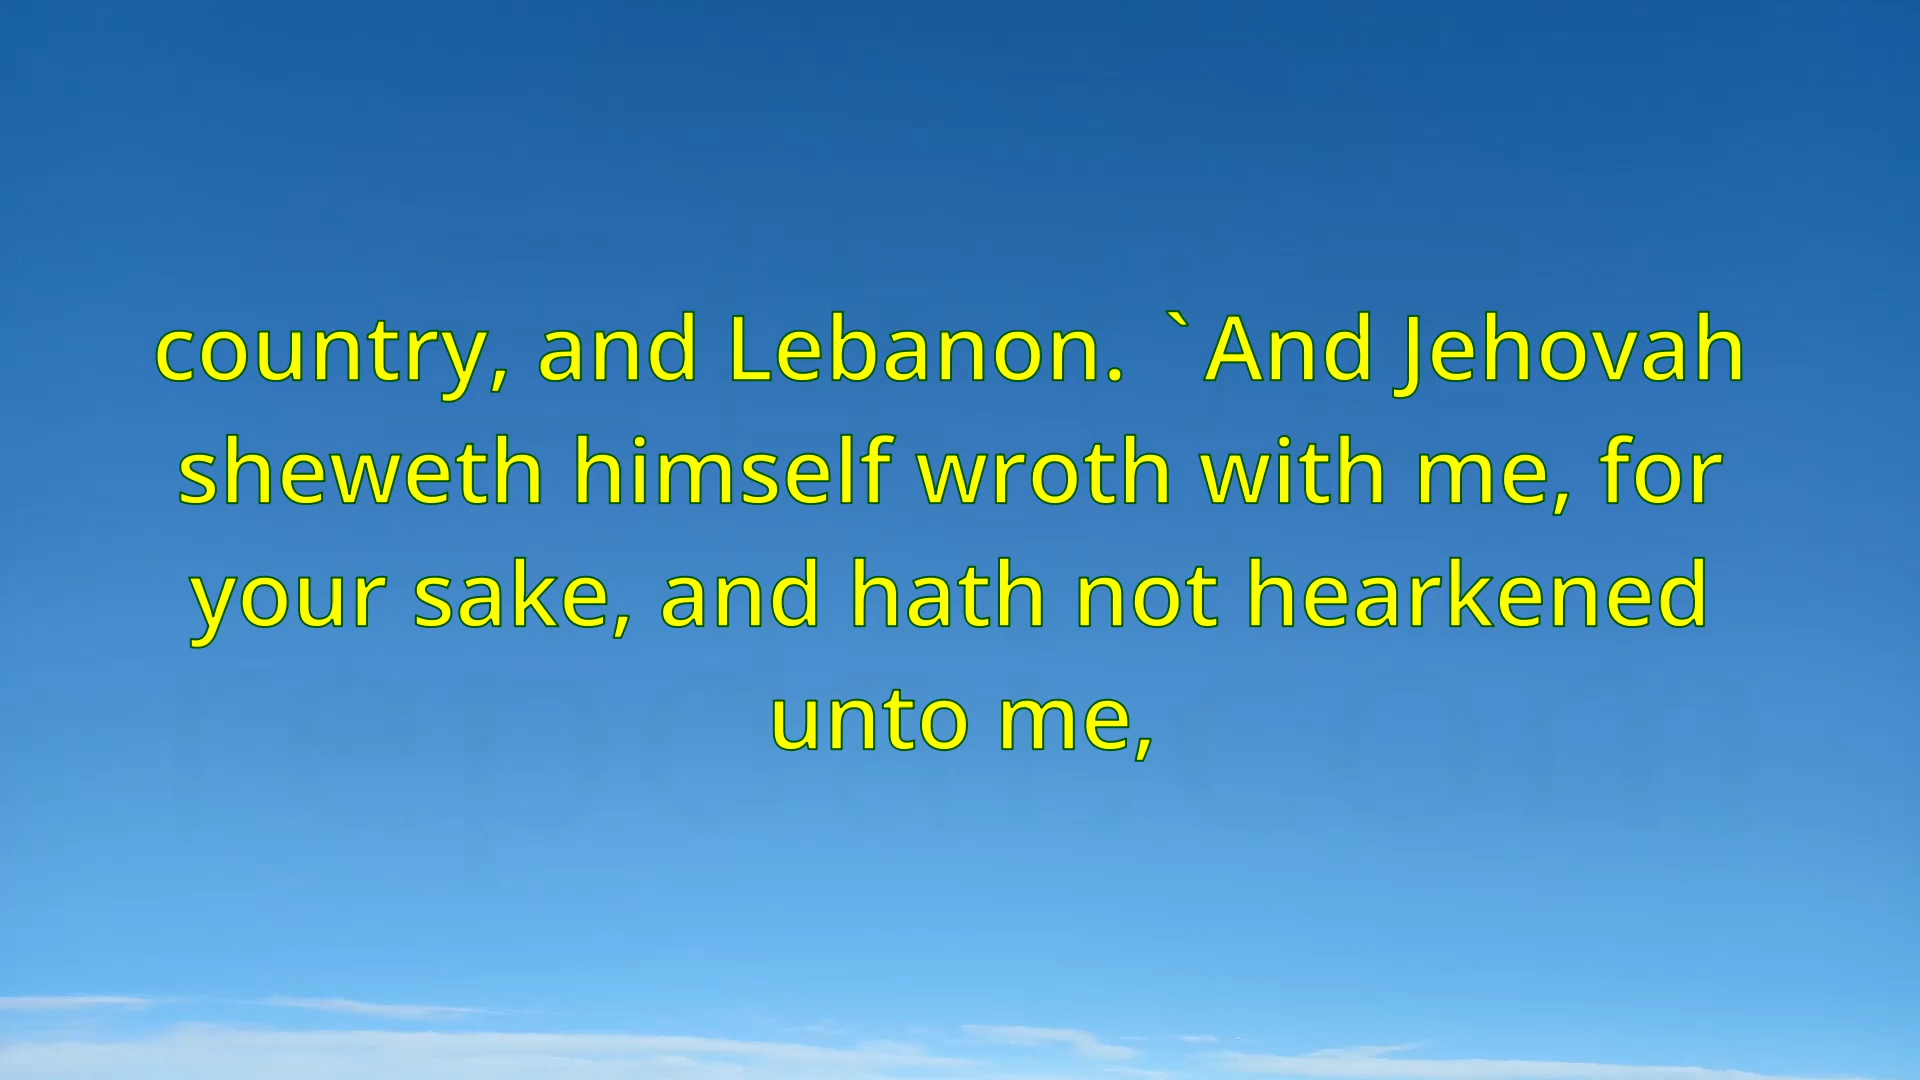 country, and Lebanon. `And Jehovah
sheweth himself wroth with me, for
your sake, and hath not hearkened
unto me,